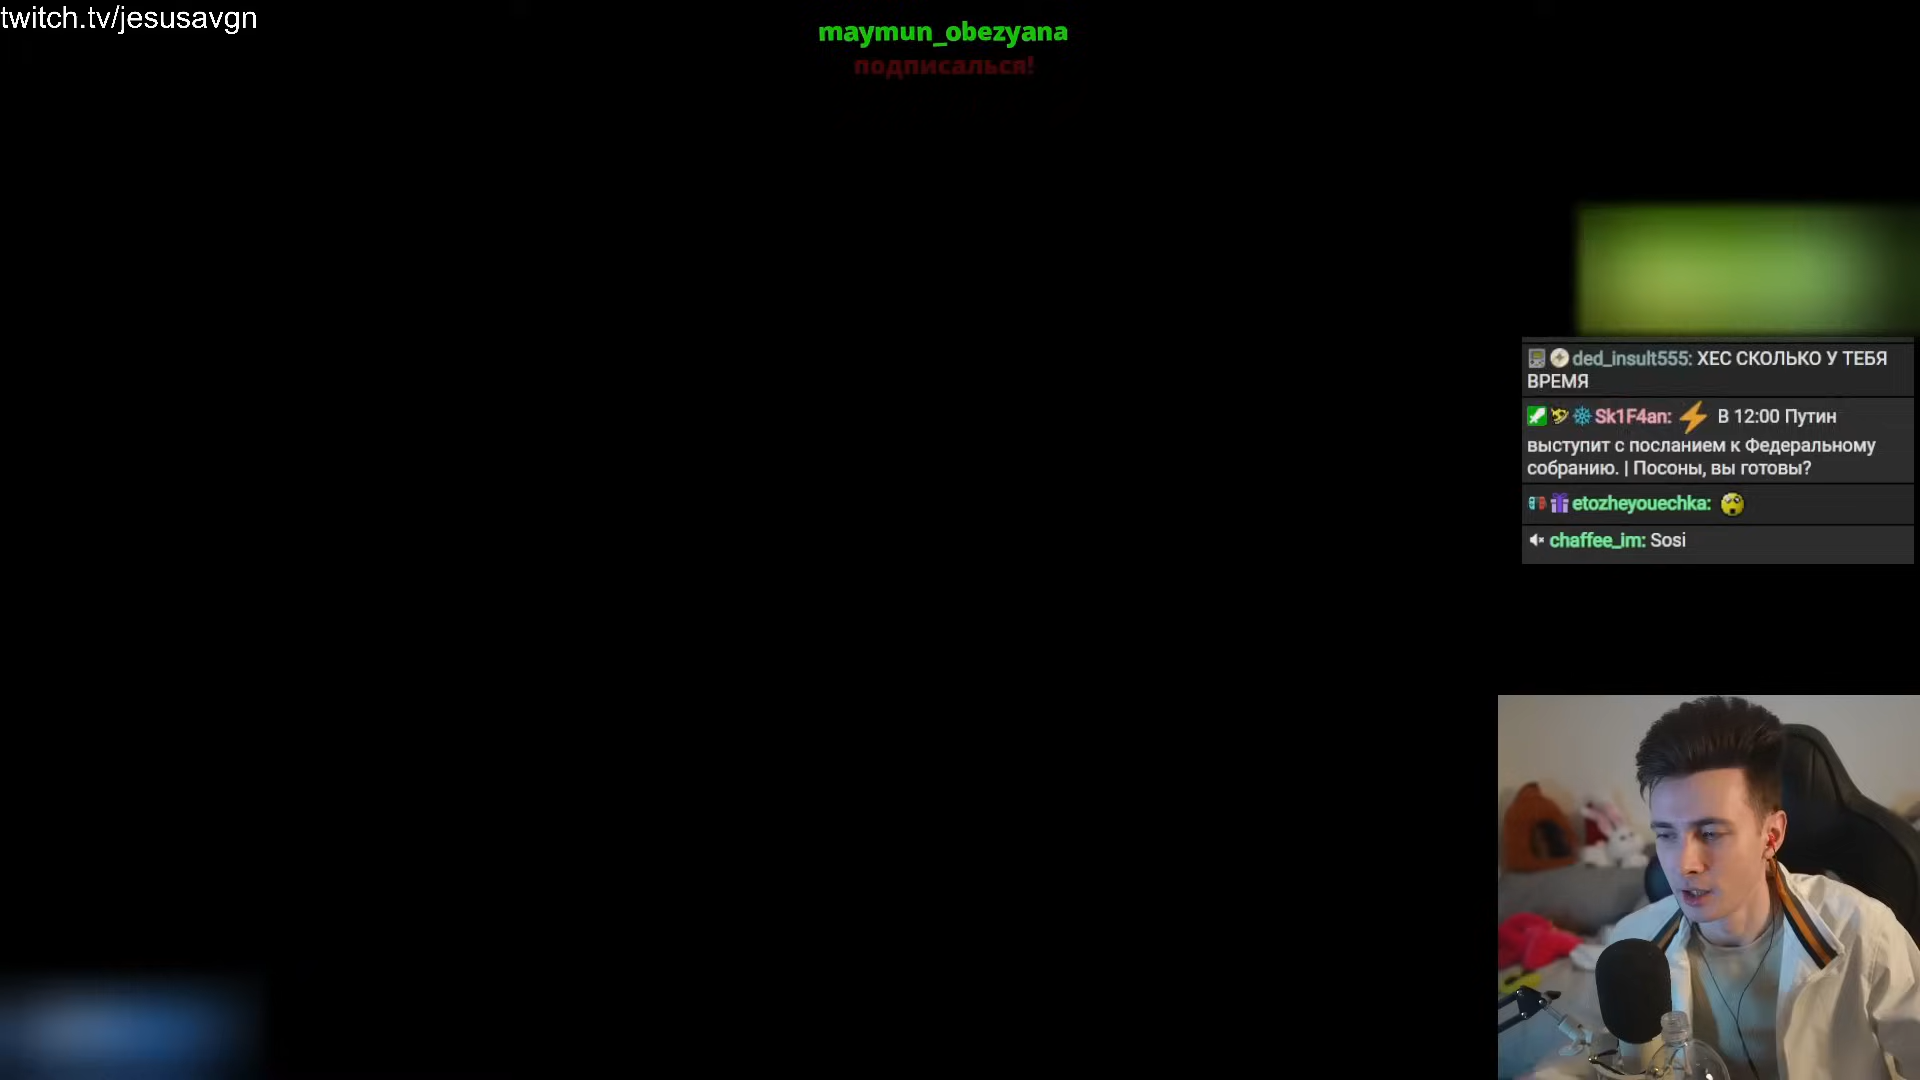 twitch.tv/jesusavgn
maymun_obezyana
подписалься!
ded_insult555: ХЕС СКОЛЬКО У ТЕБЯ
ВРЕМЯ
Sk1F4an: В 12:00 Путин
выступит с посланием к Федеральному
собранию. | Посоны, вы готовы?
etozheyouechka:
chaffee_im: Sosi